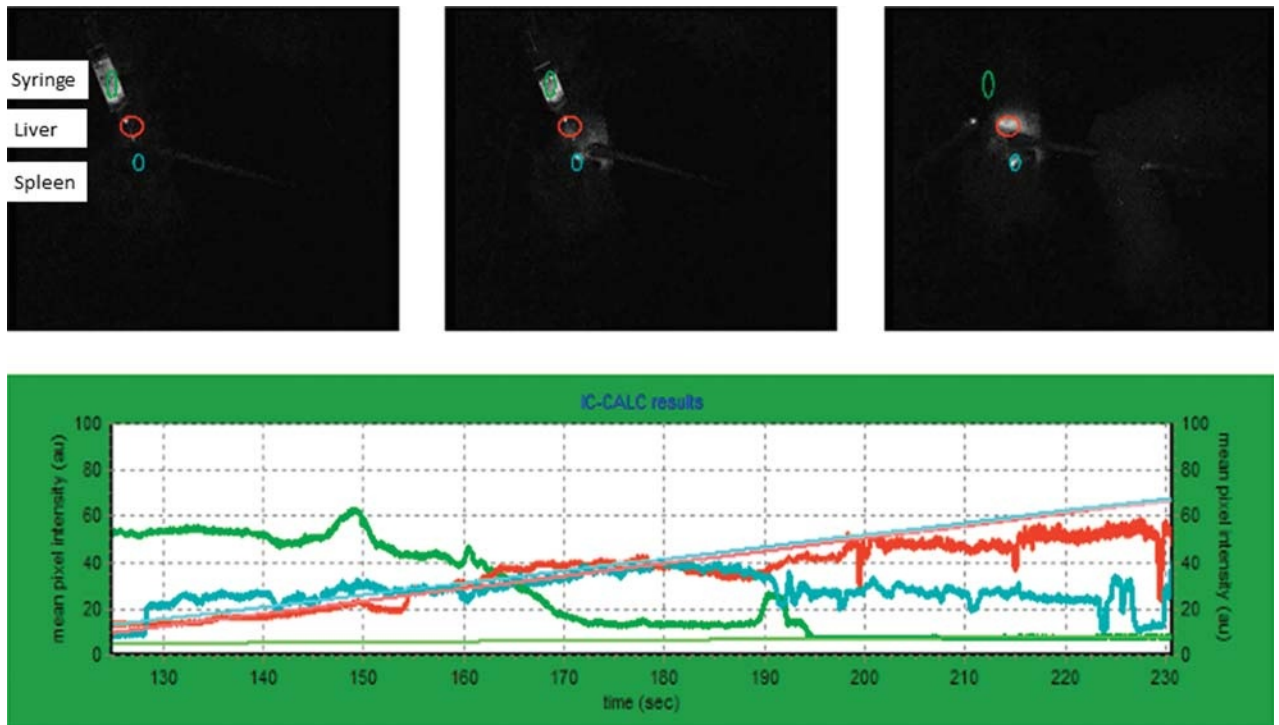 Syringe
Liver
Spleen
IC-CALC results
mean pixel intensity (au)
100
80
60
40
20
0
130 140 150 160 170 180 190 200 210 220 230
time (sec)
100
80
60
40
20
0
mean pixel intensity (au)